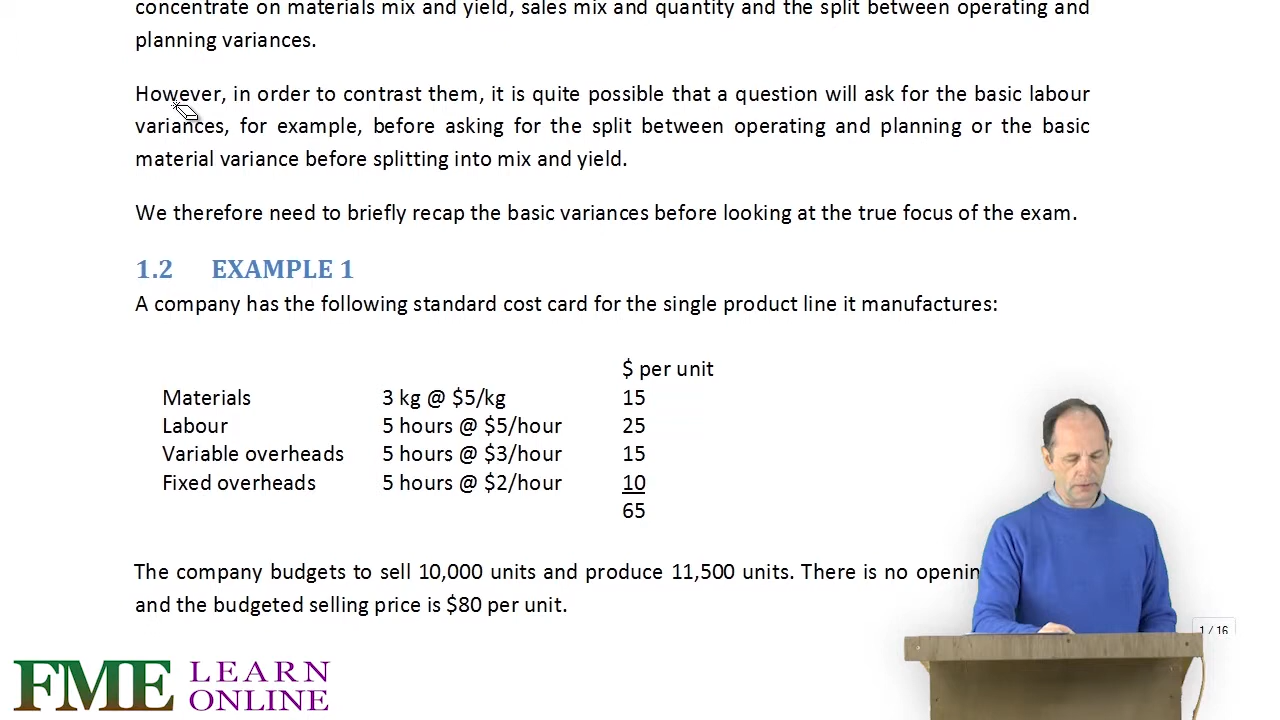 concentrate on materials mix and yield, sales mix and quantity and the split between operating and
planning variances.
However, in order to contrast them, it is quite possible that a question will ask for the basic labour
variances, for example, before asking for the split between operating and planning or the basic
material variance before splitting into mix and yield.
We therefore need to briefly recap the basic variances before looking at the true focus of the exam.
1.2 EXAMPLE 1
A company has the following standard cost card for the single product line it manufactures:
$ per unit
Materials 3 kg @ $5/kg 15
Labour 5 hours @ $5/hour 25
Variable overheads 5 hours @ $3/hour 15
Fixed overheads 5 hours @ $2/hour 10
65
The company budgets to sell 10,000 units and produce 11,500 units. There is no openin
and the budgeted selling price is $80 per unit.
1 / 16
FME LEARN
ONLINE